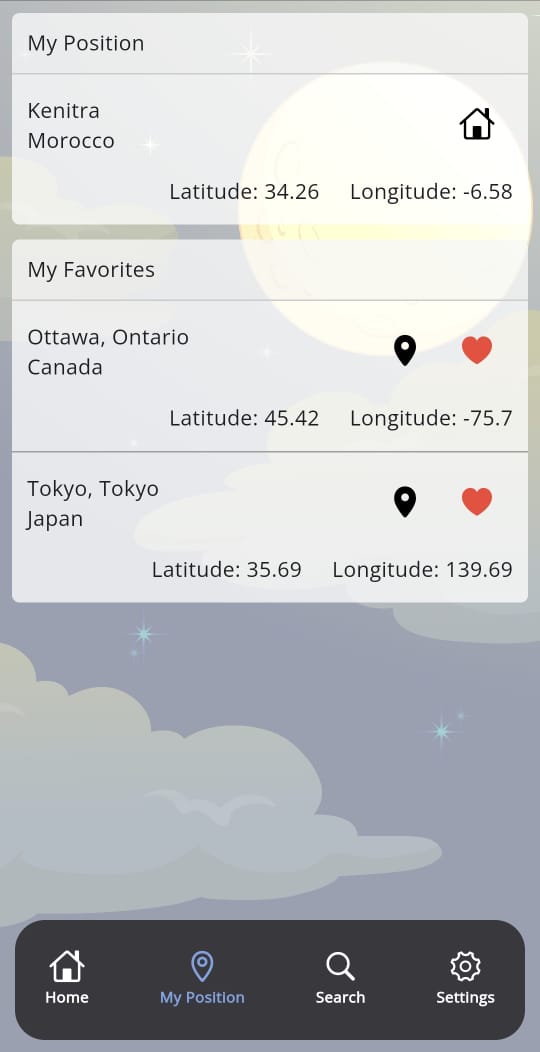 My Position
Kenitra
Morocco
Latitude: 34.26 Longitude: -6.58
My Favorites
Ottawa, Ontario
Canada
Latitude: 45.42 Longitude: -75.7
Tokyo, Tokyo
Japan
Latitude: 35.69 Longitude: 139.69
Home My Position Search Settings